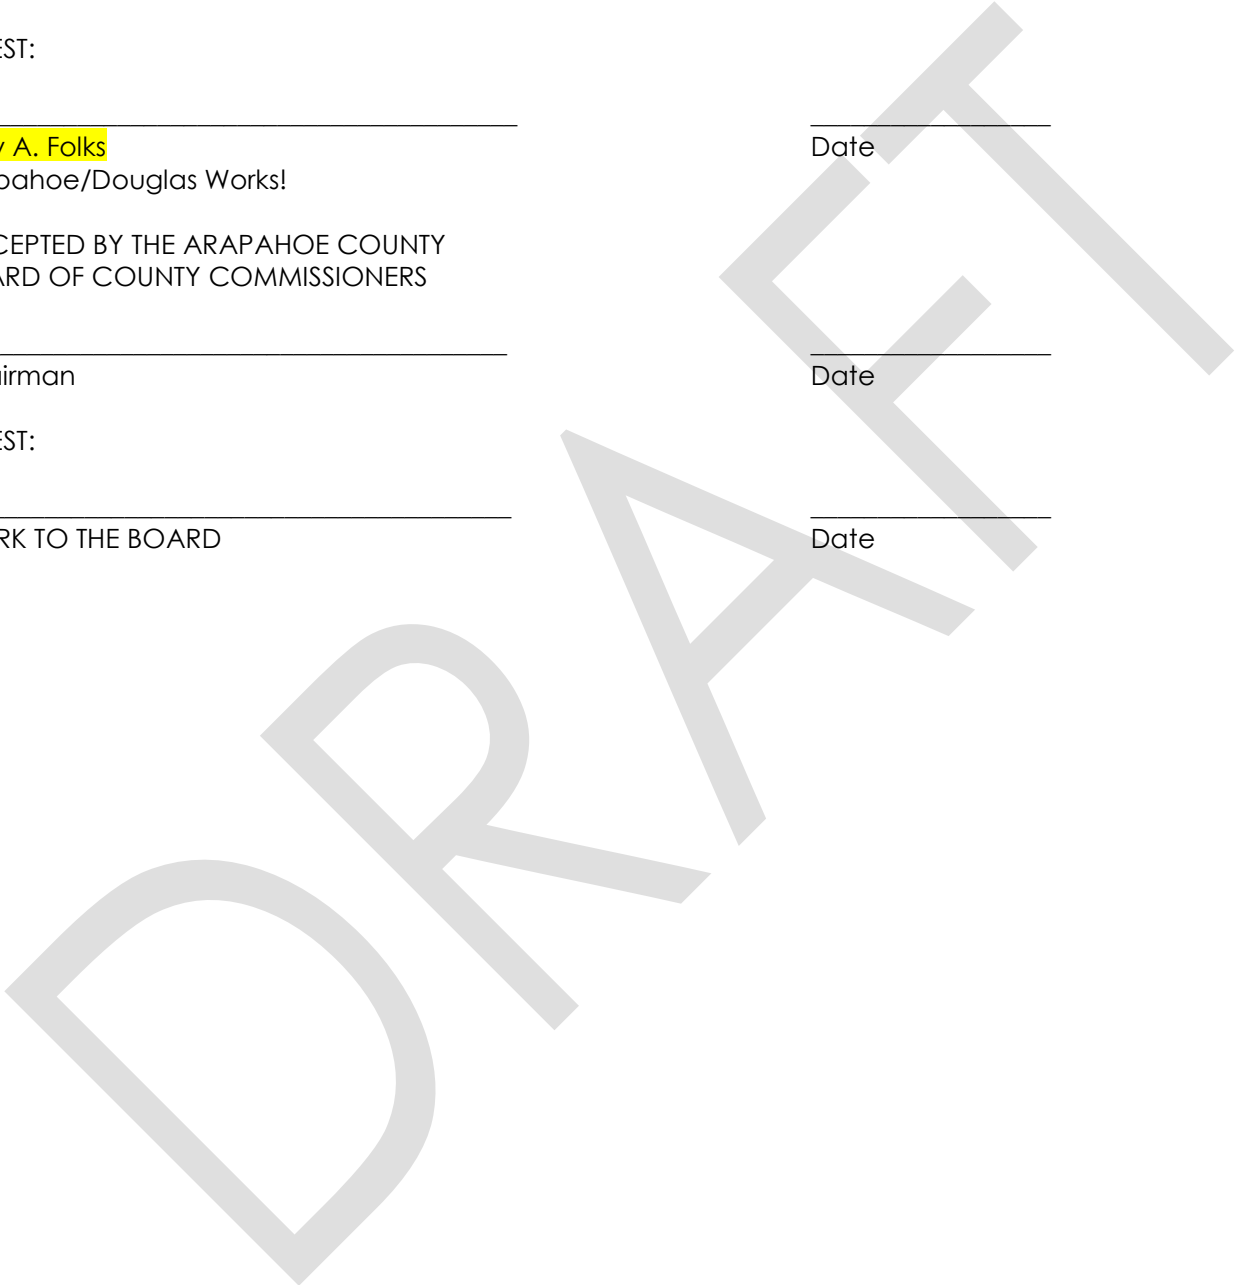 EST:
A. Folks
Date
pahoe/Douglas Works!
CEPTED BY THE ARAPAHOE COUNTY
ARD OF COUNTY COMMISSIONERS
irman
Date
EST:
RK TO THE BOARD
Date
DRAFT